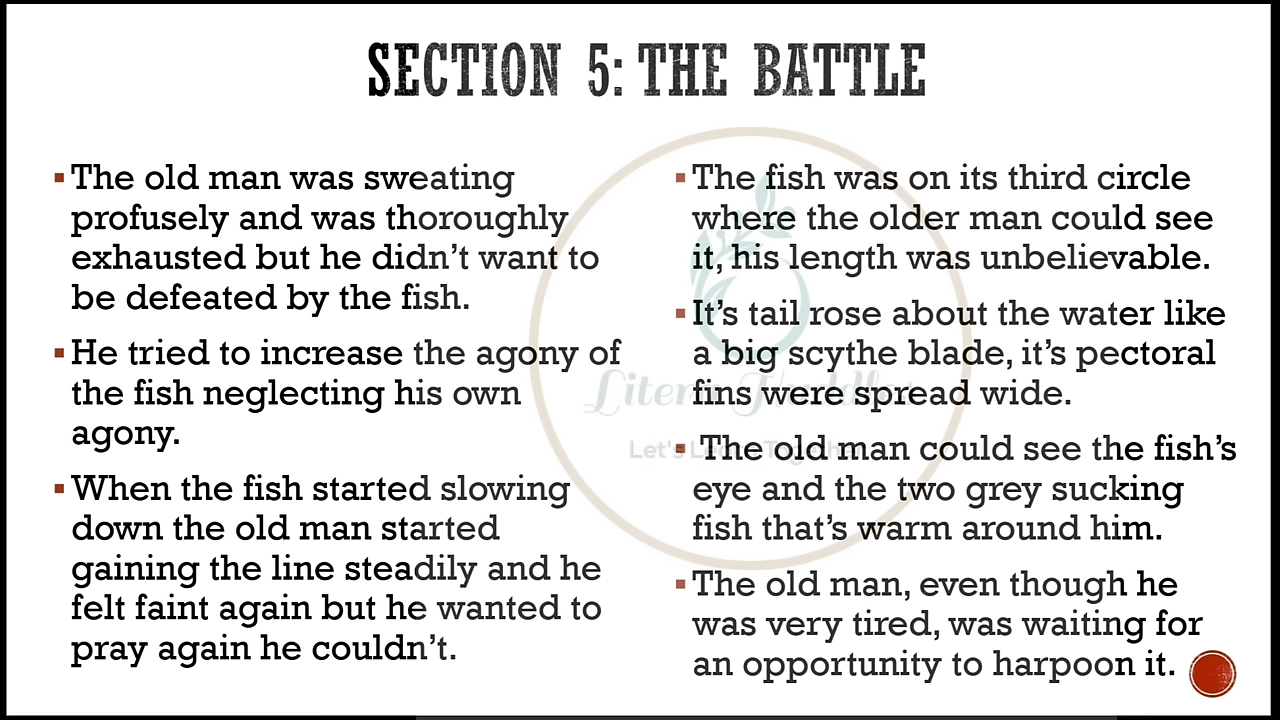 SECTION 5: THE BATTLE
▪The old man was sweating
profusely and was thoroughly
exhausted but he didn't want to
be defeated by the fish.
▪He tried to increase the agony of
the fish neglecting his own
agony.
▪When the fish started slowing
down the old man started
gaining the line steadily and he
felt faint again but he wanted to
pray again he couldn't.
▪The fish was on its third circle
where the older man could see
it, his length was unbelievable.
▪It's tail rose about the water like
a big scythe blade, it's pectoral
fins were spread wide.
▪ The old man could see the fish's
eye and the two grey sucking
fish that's warm around him.
▪The old man, even though he
was very tired, was waiting for
an opportunity to harpoon it.
Let's